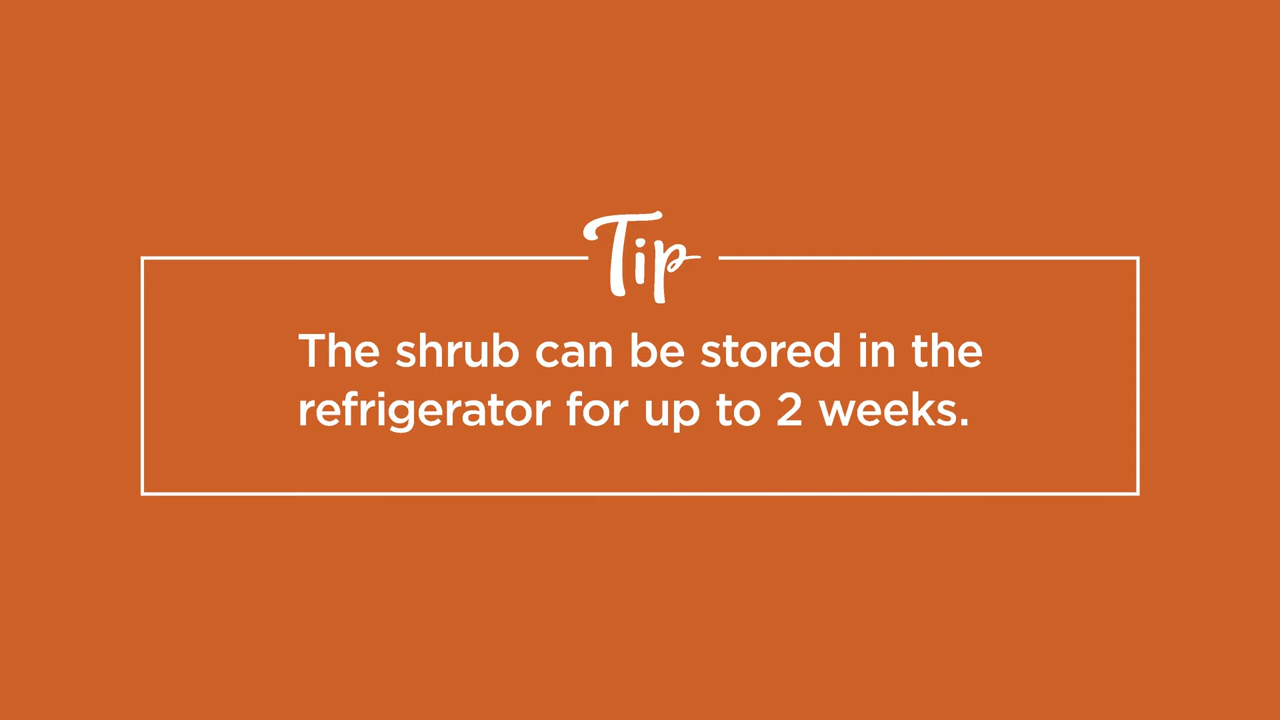 Tip
The shrub can be stored in the
refrigerator for up to 2 weeks.